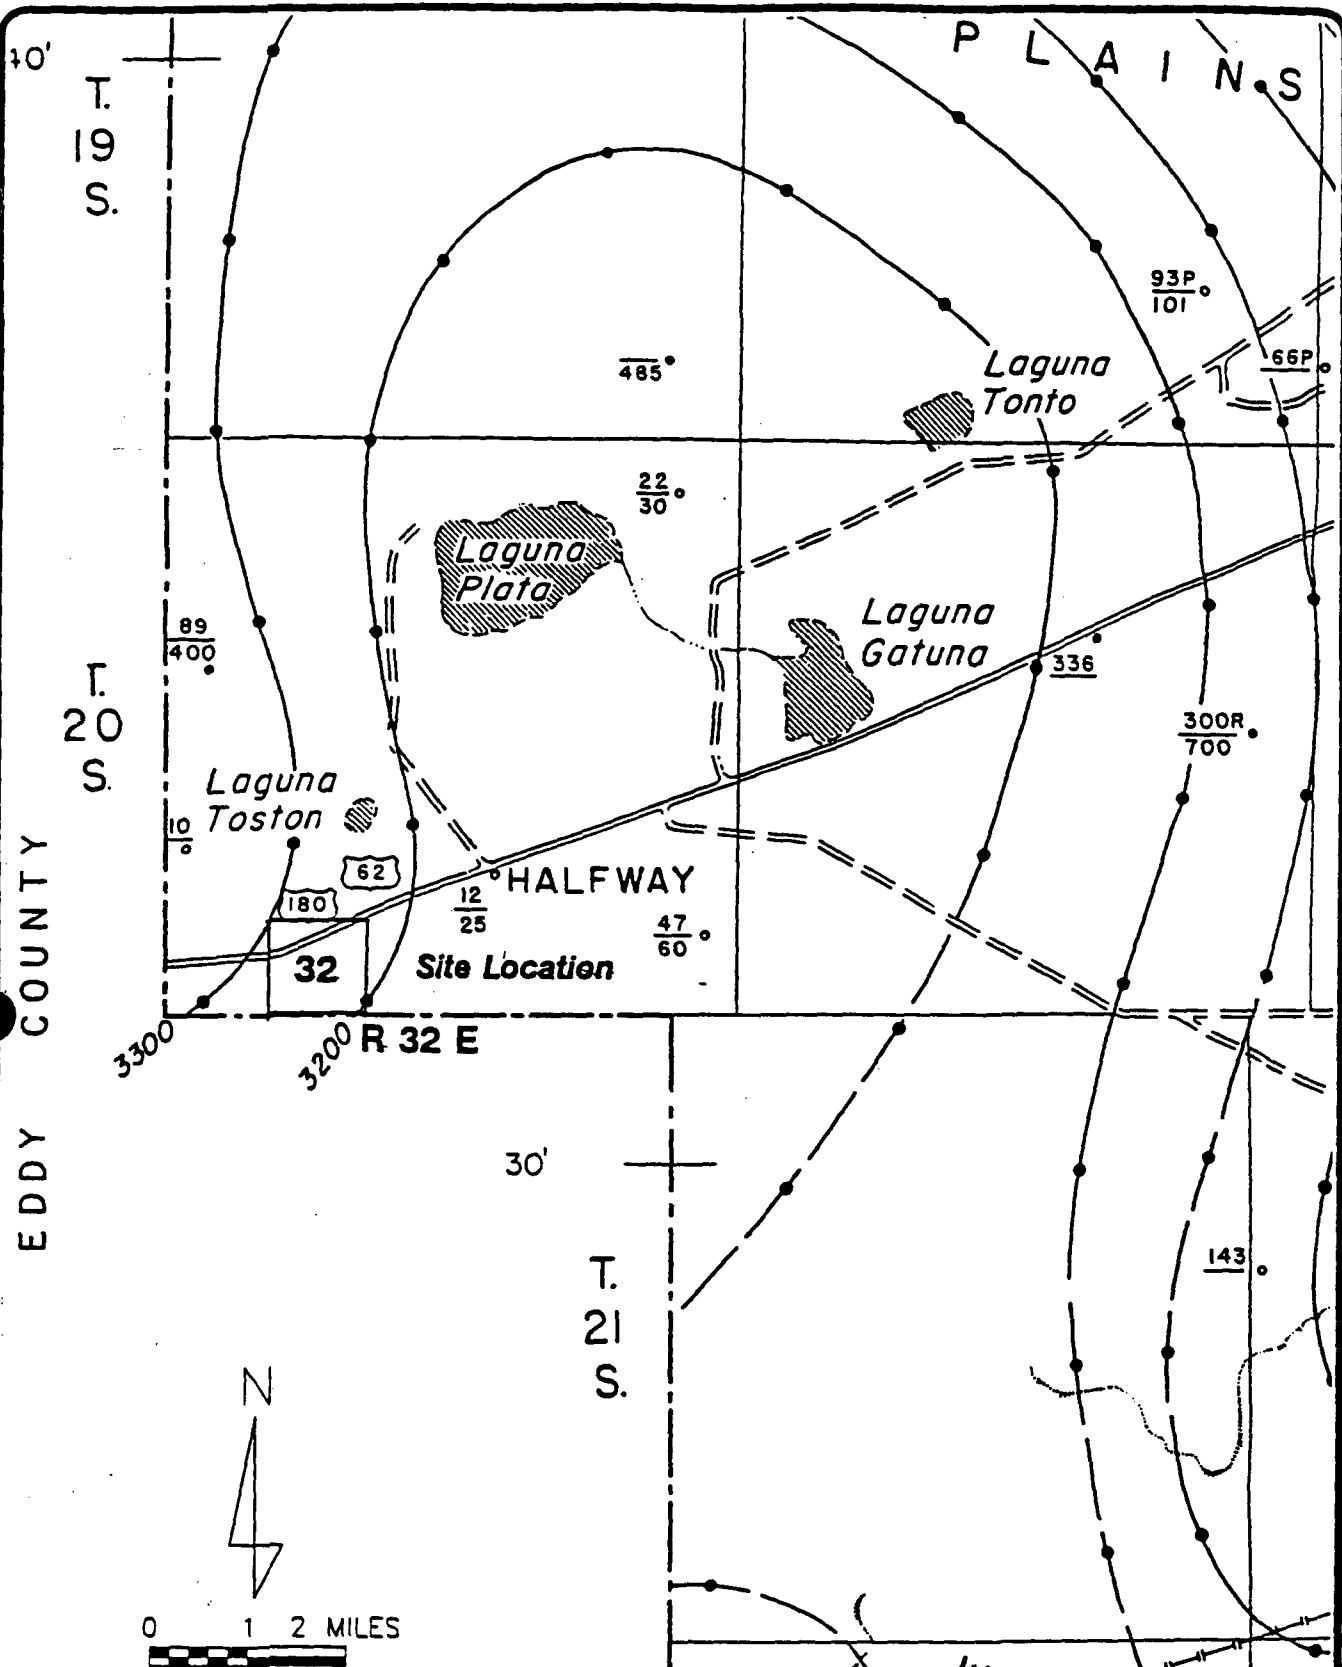 40'
P L A I N S
T.
19
S.
93P
101
66P
485
Laguna
Tonto
22
30
Laguna
Plata
Laguna
Gatuna
89
400
336
T.
20
S.
300R
700
Laguna
Toston
10
62
180
HALFWAY
12
25
47
60
32
Site Location
3300
3200
R 32 E
EDDY COUNTY
30'
T.
21
S.
143
N
0 1 2 MILES